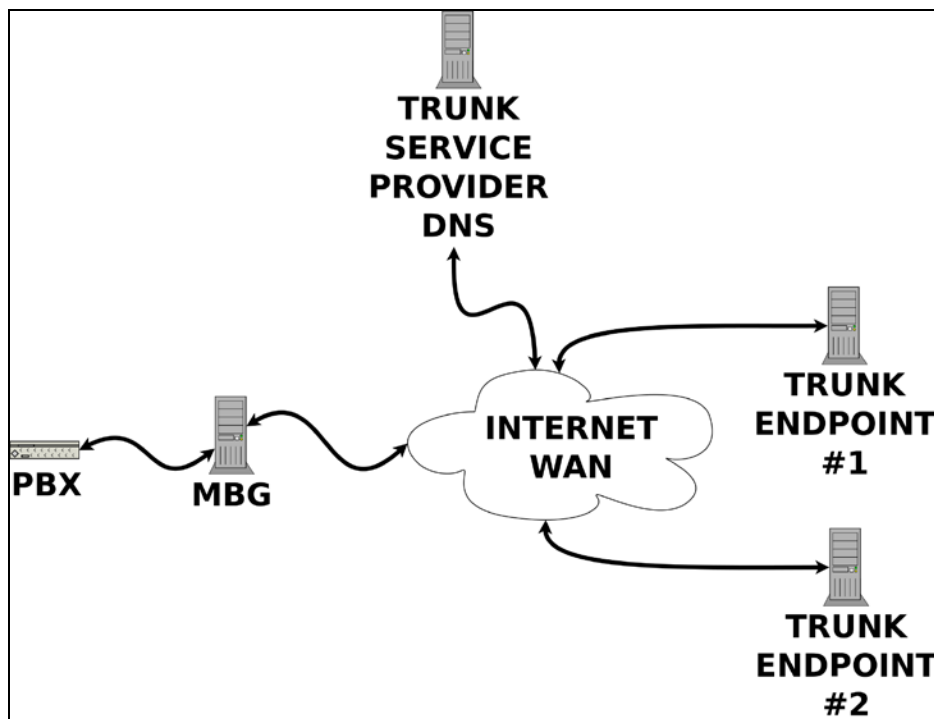 TRUNK
SERVICE
PROVIDER
DNS
TRUNK
ENDPOINT
#1
INTERNET
WAN
PBX
MBG
TRUNK
ENDPOINT
#2